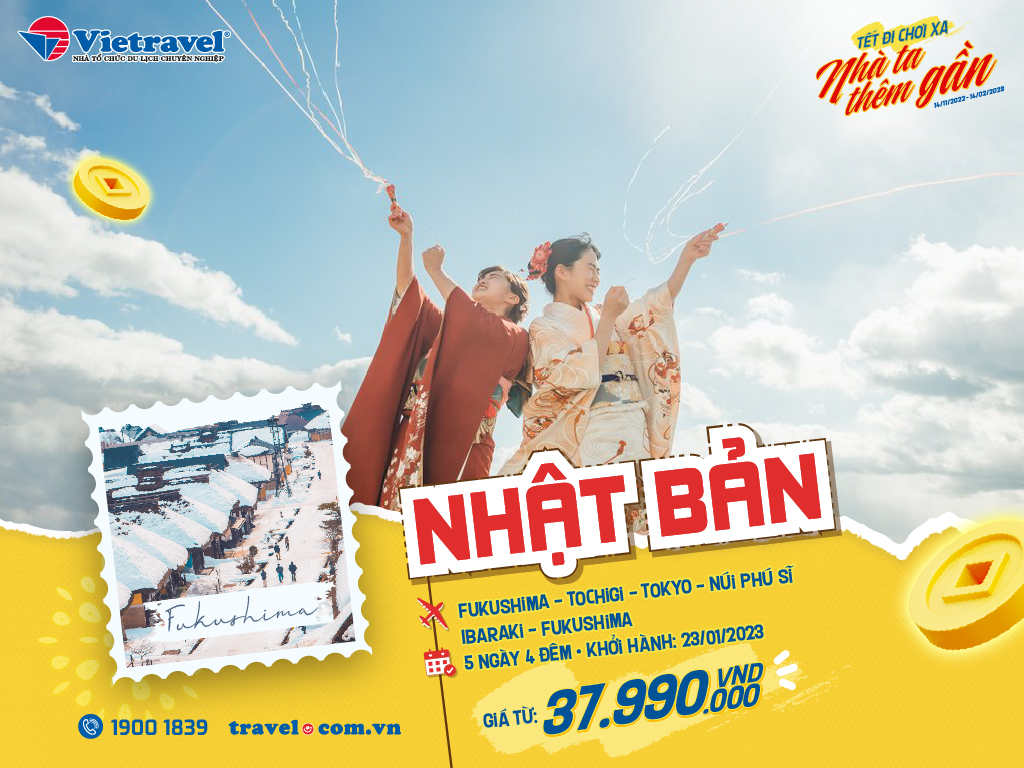 Vietravel®
NHÀ TỔ CHỨC DU LỊCH CHUYÊN NGHIỆP
TẾT ĐI CHƠI XA
Nhà ta
thêm gần
14/11/2022 - 14/02/2023
Fukushima
NHẬT BẢN
FUKUSHIMA - TOCHIGI - TOKYO - NÚI PHÚ SĨ
IBARAKI - FUKUSHIMA
5 NGÀY 4 ĐÊM • KHỞI HÀNH: 23/01/2023
GIÁ TỪ: 37.990.000 VND
1900 1839 travel.com.vn